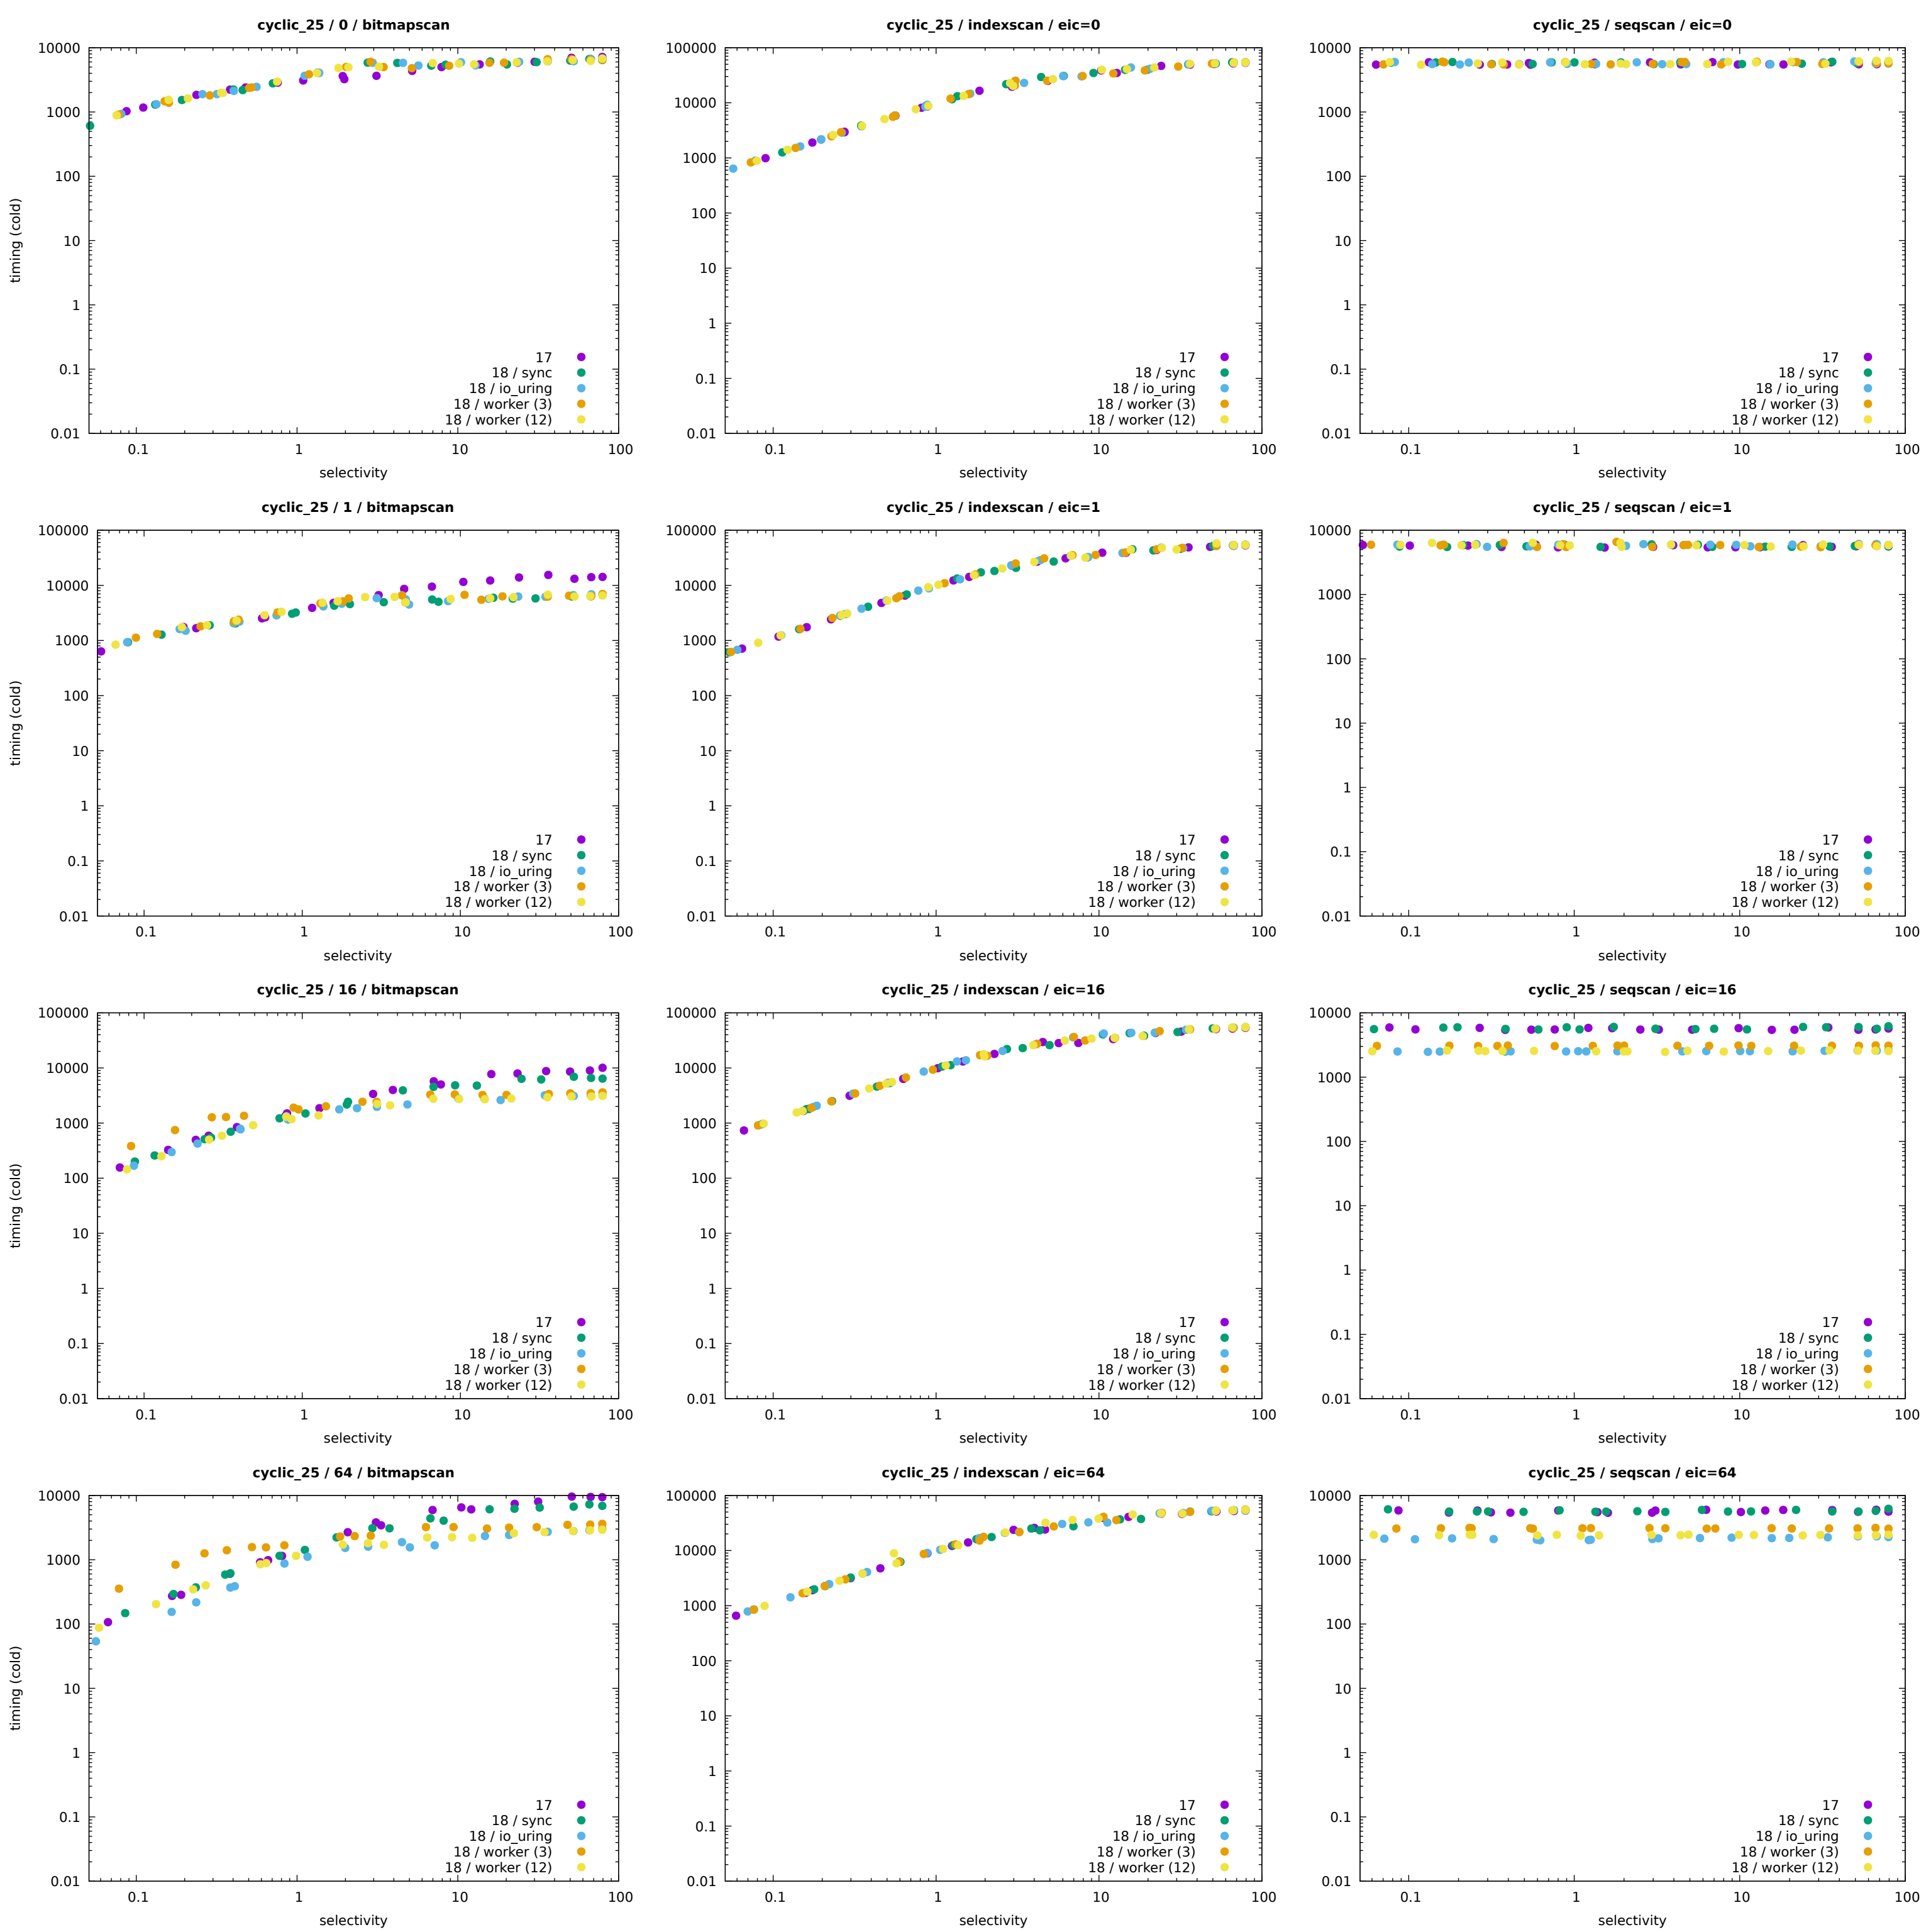 cyclic_25 / 0 / bitmapscan
10000
1000
100
10
1
0.1
0.01
timing (cold)
17
18 / sync
18 / io_uring
18 / worker (3)
18 / worker (12)
0.1 1 10 100
selectivity
cyclic_25 / indexscan / eic=0
100000
10000
1000
100
10
1
0.1
0.01
17
18 / sync
18 / io_uring
18 / worker (3)
18 / worker (12)
0.1 1 10 100
selectivity
cyclic_25 / seqscan / eic=0
10000
1000
100
10
1
0.1
0.01
17
18 / sync
18 / io_uring
18 / worker (3)
18 / worker (12)
0.1 1 10 100
selectivity
cyclic_25 / 1 / bitmapscan
100000
10000
1000
100
10
1
0.1
0.01
timing (cold)
17
18 / sync
18 / io_uring
18 / worker (3)
18 / worker (12)
0.1 1 10 100
selectivity
cyclic_25 / indexscan / eic=1
100000
10000
1000
100
10
1
0.1
0.01
17
18 / sync
18 / io_uring
18 / worker (3)
18 / worker (12)
0.1 1 10 100
selectivity
cyclic_25 / seqscan / eic=1
10000
1000
100
10
1
0.1
0.01
17
18 / sync
18 / io_uring
18 / worker (3)
18 / worker (12)
0.1 1 10 100
selectivity
cyclic_25 / 16 / bitmapscan
100000
10000
1000
100
10
1
0.1
0.01
timing (cold)
17
18 / sync
18 / io_uring
18 / worker (3)
18 / worker (12)
0.1 1 10 100
selectivity
cyclic_25 / indexscan / eic=16
100000
10000
1000
100
10
1
0.1
0.01
17
18 / sync
18 / io_uring
18 / worker (3)
18 / worker (12)
0.1 1 10 100
selectivity
cyclic_25 / seqscan / eic=16
10000
1000
100
10
1
0.1
0.01
17
18 / sync
18 / io_uring
18 / worker (3)
18 / worker (12)
0.1 1 10 100
selectivity
cyclic_25 / 64 / bitmapscan
10000
1000
100
10
1
0.1
0.01
timing (cold)
17
18 / sync
18 / io_uring
18 / worker (3)
18 / worker (12)
0.1 1 10 100
selectivity
cyclic_25 / indexscan / eic=64
100000
10000
1000
100
10
1
0.1
0.01
17
18 / sync
18 / io_uring
18 / worker (3)
18 / worker (12)
0.1 1 10 100
selectivity
cyclic_25 / seqscan / eic=64
10000
1000
100
10
1
0.1
0.01
17
18 / sync
18 / io_uring
18 / worker (3)
18 / worker (12)
0.1 1 10 100
selectivity